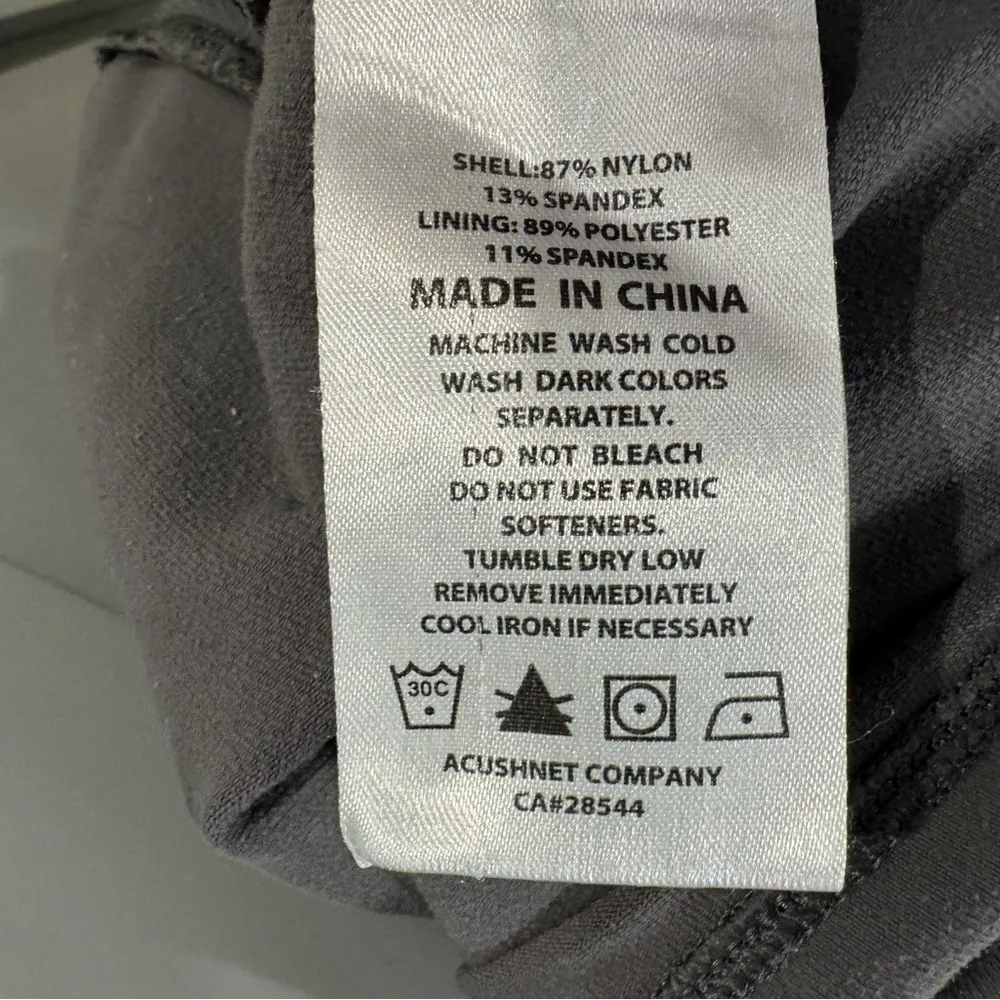 SHELL:87% NYLON
13% SPANDEX
LINING: 89% POLYESTER
11% SPANDEX
MADE IN CHINA
MACHINE WASH COLD
WASH DARK COLORS
SEPARATELY.
DO NOT BLEACH
DO NOT USE FABRIC
SOFTENERS.
TUMBLE DRY LOW
REMOVE IMMEDIATELY
COOL IRON IF NECESSARY
30C
ACUSHNET COMPANY
CA#28544